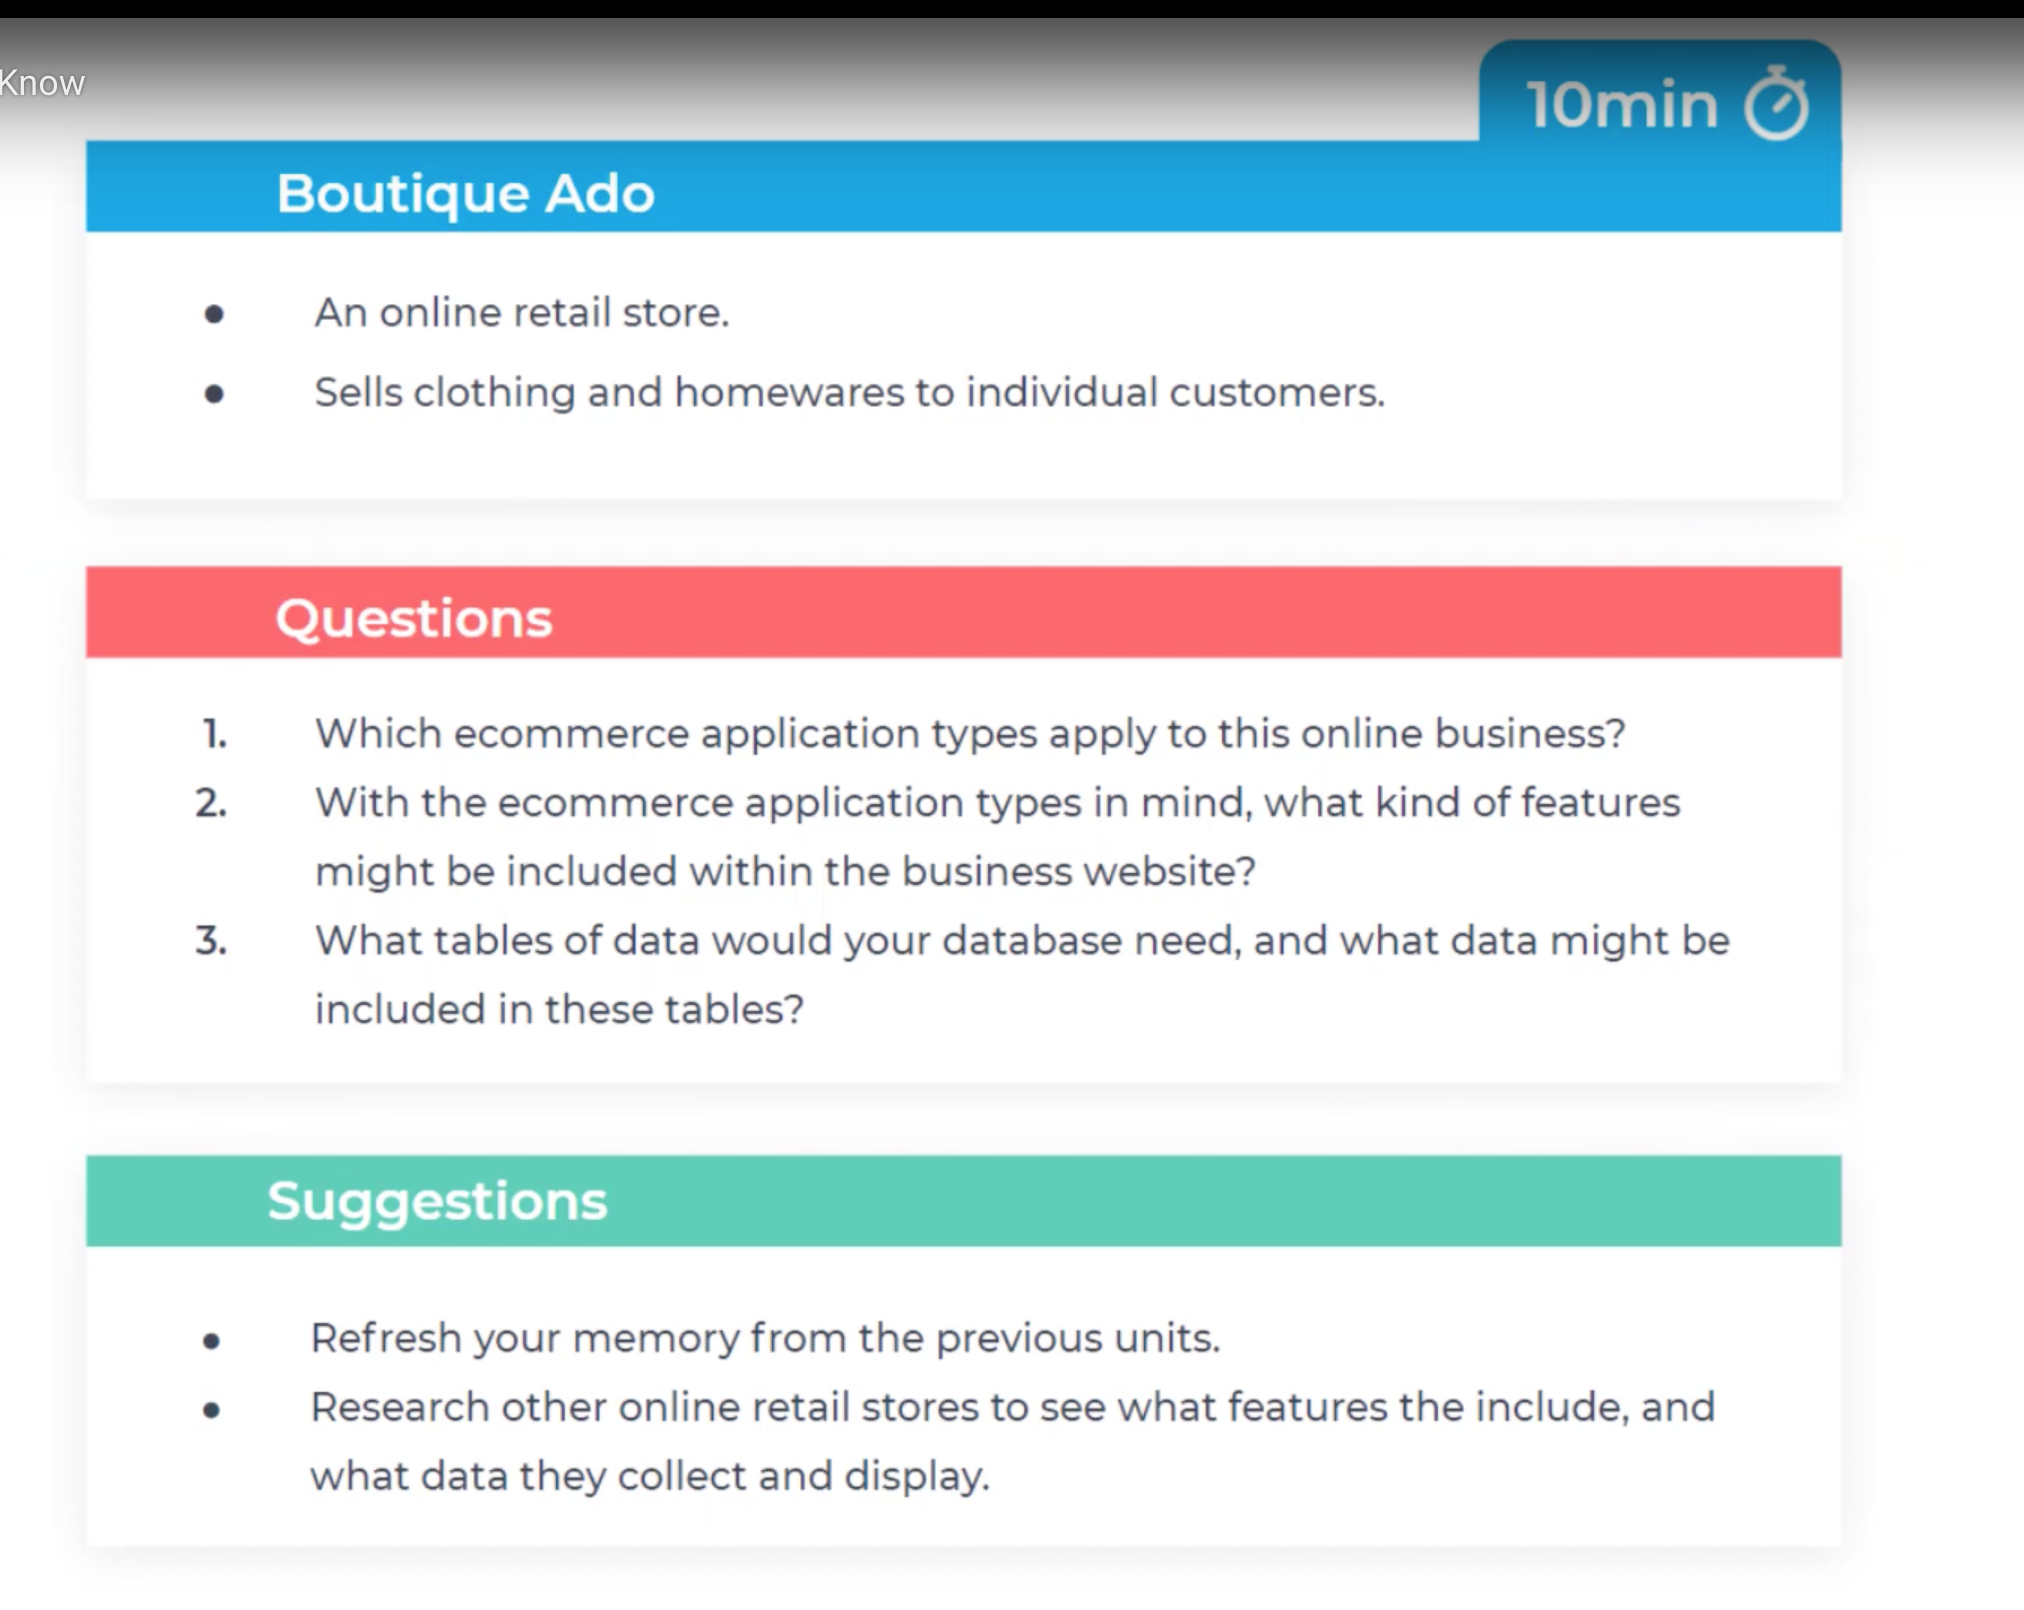 Know
10min
Boutique Ado
● An online retail store.
● Sells clothing and homewares to individual customers.
Questions
1. Which ecommerce application types apply to this online business?
2. With the ecommerce application types in mind, what kind of features
might be included within the business website?
3. What tables of data would your database need, and what data might be
included in these tables?
Suggestions
● Refresh your memory from the previous units.
● Research other online retail stores to see what features the include, and
what data they collect and display.